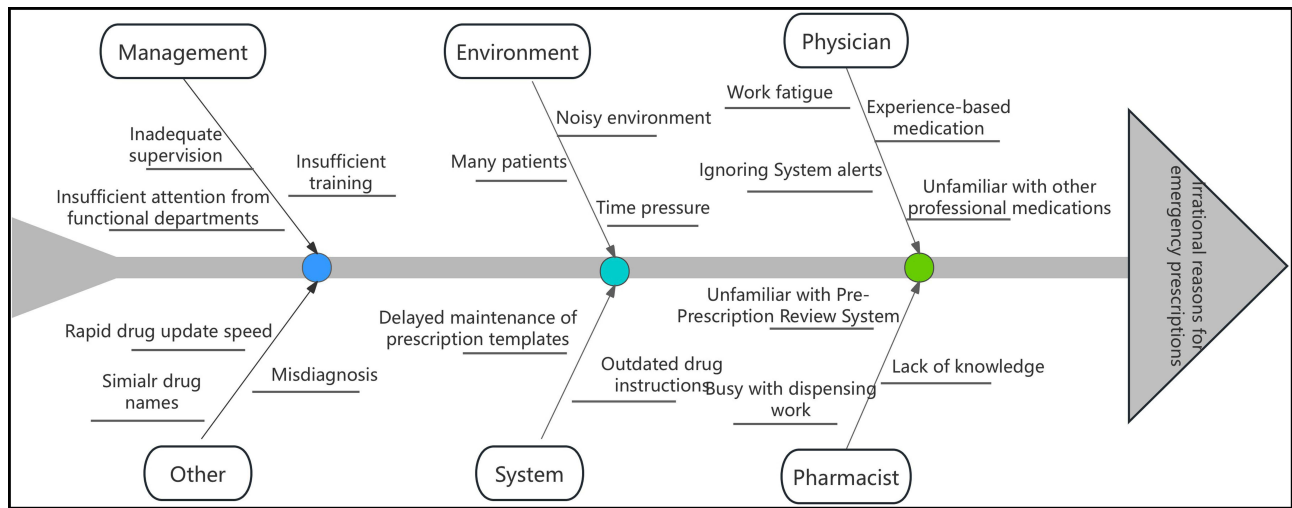 Management
Environment
Physician
Inadequate
supervision
Insufficient
training
Insufficient attention from
functional departments
Noisy environment
Many patients
Time pressure
Work fatigue
Experience-based
medication
Ignoring System alerts
Unfamiliar with other
professional medications
Irrational reasons for
emergency prescriptions
Rapid drug update speed
Simialr drug
names
Misdiagnosis
Delayed maintenance of
prescription templates
Outdated drug
instructions
Unfamiliar with Pre-
Prescription Review System
Busy with dispensing
work
Lack of knowledge
Other
System
Pharmacist